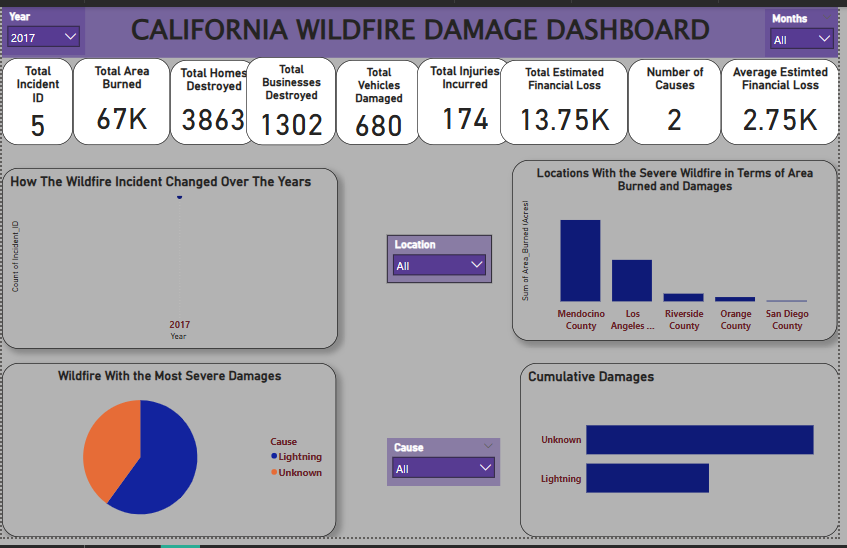 Year
2017
CALIFORNIA WILDFIRE DAMAGE DASHBOARD
Months
All
Total
Incident
ID
5
Total Area
Burned
67K
Total Homes
Destroyed
3863
Total
Businesses
Destroyed
1302
Total
Vehicles
Damaged
680
Total Injuries
Incurred
174
Total Estimated
Financial Loss
13.75K
Number of
Causes
2
Average Estimted
Financial Loss
2.75K
How The Wildfire Incident Changed Over The Years
Count of Incident_ID
2017
Year
Location
All
Locations With the Severe Wildfire in Terms of Area
Burned and Damages
Sum of Area_Burned (Acres)
Mendocino
County
Los
Angeles ...
Riverside
County
Orange
County
San Diego
County
Wildfire With the Most Severe Damages
Cause
Lightning
Unknown
Cause
All
Cumulative Damages
Unknown
Lightning